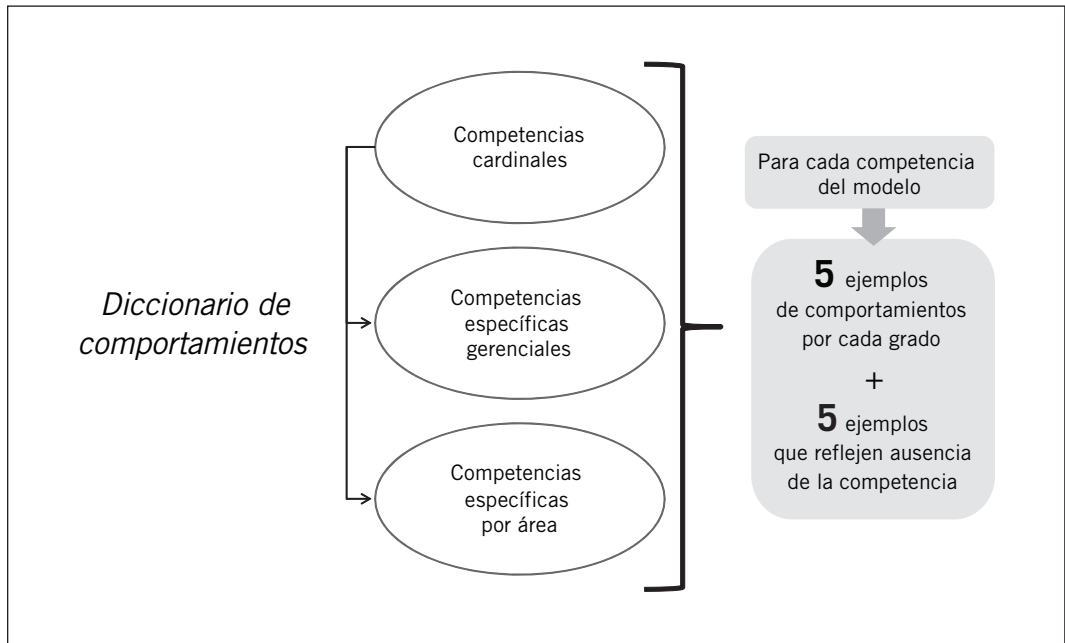 Diccionario de
comportamientos
Competencias
cardinales
Competencias
específicas
gerenciales
Competencias
específicas
por área
Para cada competencia
del modelo
5 ejemplos
de comportamientos
por cada grado
+
5 ejemplos
que reflejen ausencia
de la competencia